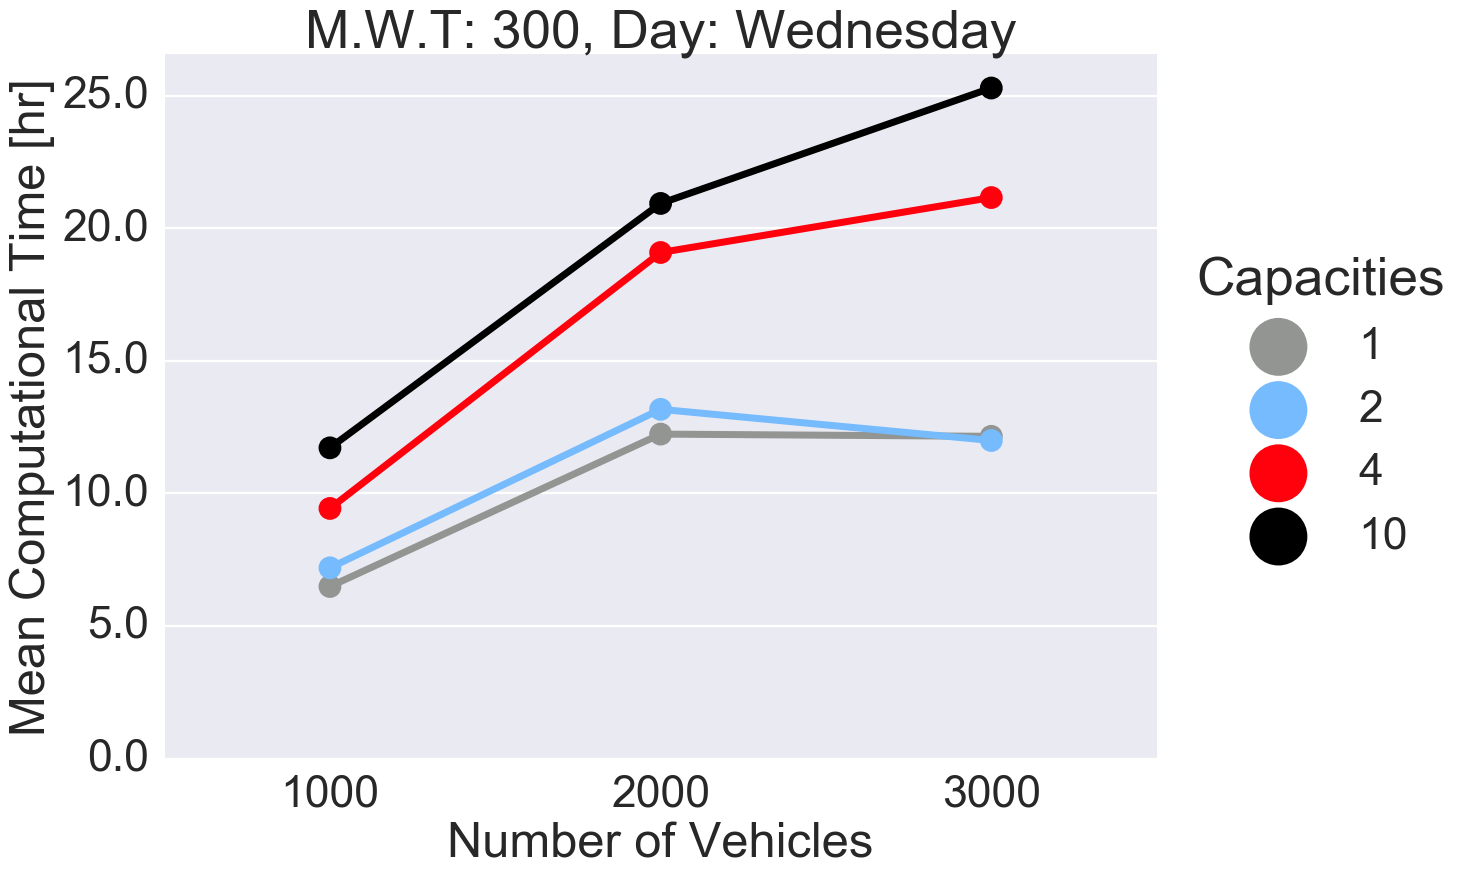 M.W.T: 300, Day: Wednesday
Mean Computational Time [hr]
25.0
20.0
15.0
10.0
5.0
0.0
1000 2000 3000
Number of Vehicles
Capacities
1
2
4
10